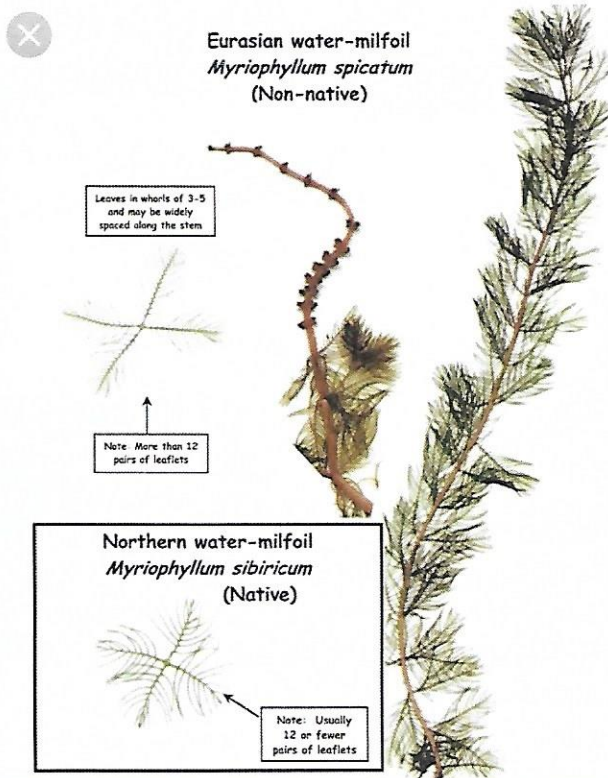 Eurasian water-milfoil
Myriophyllum spicatum
(Non-native)
Leaves in whorls of 3-5
and may be widely
spaced along the stem
Note: More than 12
pairs of leaflets
Northern water-milfoil
Myriophyllum sibiricum
(Native)
Note: Usually
12 or fewer
pairs of leaflets